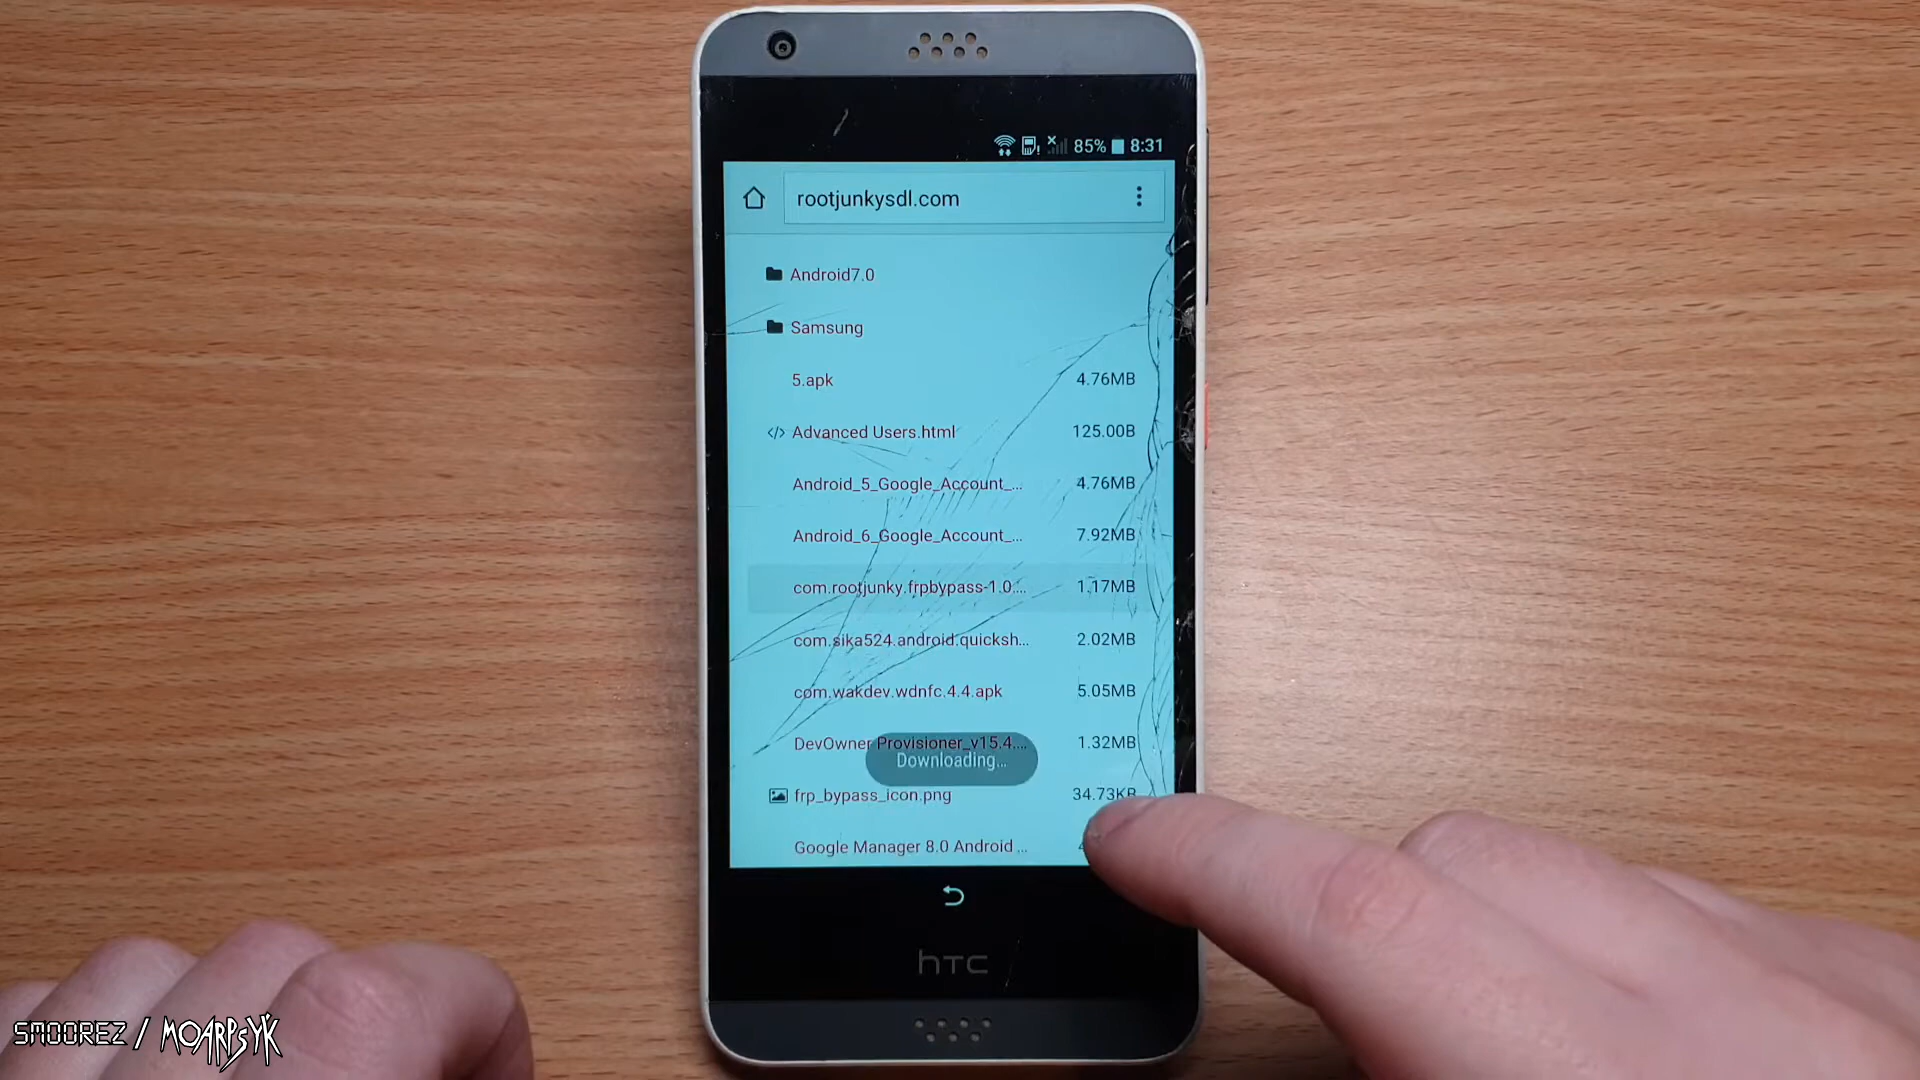 85% 8:31
rootjunkysdl.com
Android7.0
Samsung
5.apk 4.76MB
Advanced Users.html 125.00B
Android_5_Google_Account_... 4.76MB
Android_6_Google_Account_... 7.92MB
com.rootjunky.frpbypass-1.0.... 1.17MB
com.sika524.android.quicksh... 2.02MB
com.wakdev.wdnfc.4.4.apk 5.05MB
DevOwner Provisioner_v15.4.... 1.32MB
Downloading...
frp_bypass_icon.png 34.73KB
Google Manager 8.0 Android ...
hTC
SMOOREZ / MOARPSYK